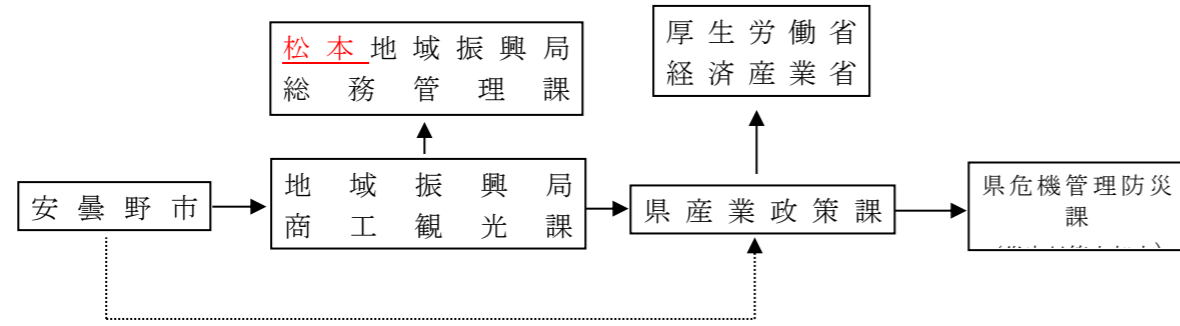 松本地域振興局
総務管理課
厚生労働省
経済産業省
安曇野市
地域振興局
商工観光課
県産業政策課
県危機管理防災
課